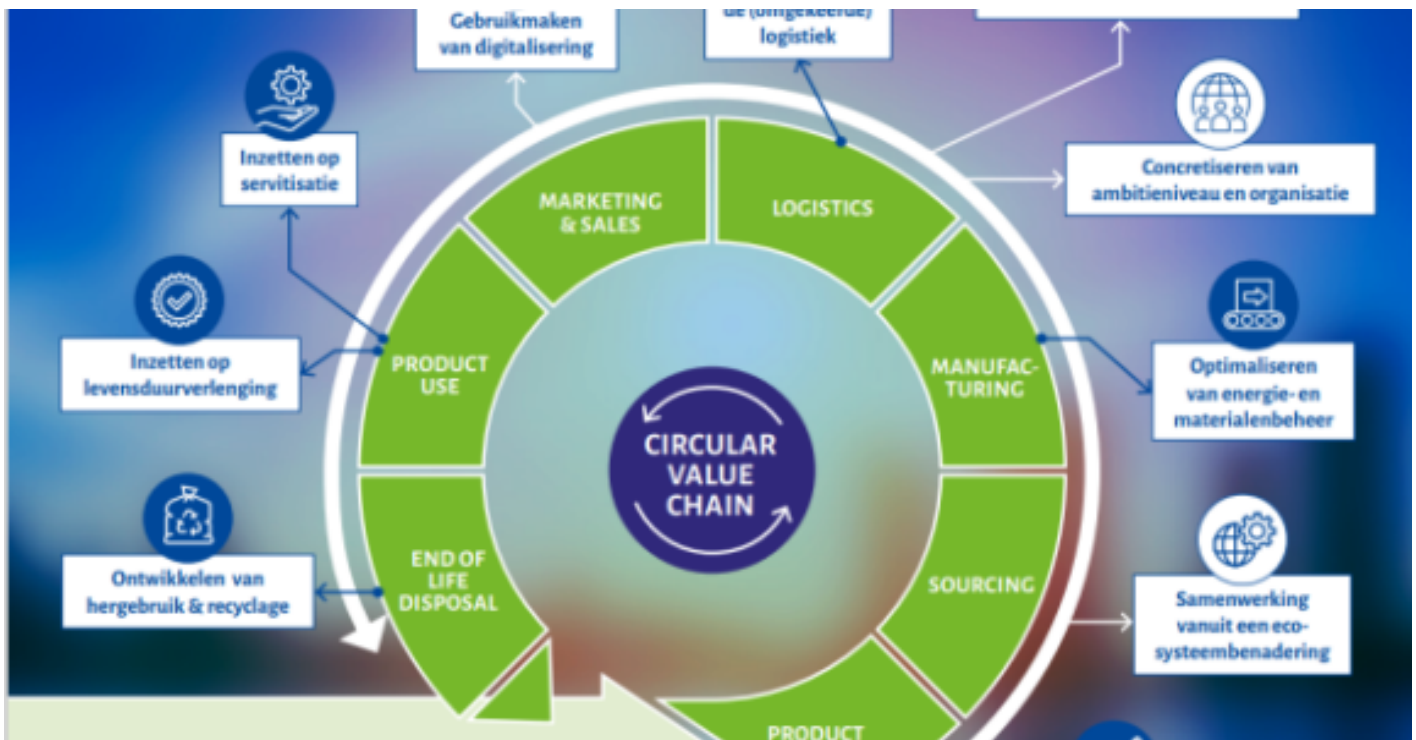 Gebruikmaken
van digitalisering
de (omgekeerde)
logistiek
Inzetten op
servitisatie
Concretiseren van
ambitieniveau en organisatie
MARKETING
& SALES
LOGISTICS
Inzetten op
levensduurverlenging
PRODUCT
USE
MANUFAC-
TURING
Optimaliseren
van energie- en
materialenbeheer
CIRCULAR
VALUE
CHAIN
Ontwikkelen van
hergebruik & recyclage
END OF
LIFE
DISPOSAL
SOURCING
Samenwerking
vanuit een eco-
systeembenadering
PRODUCT